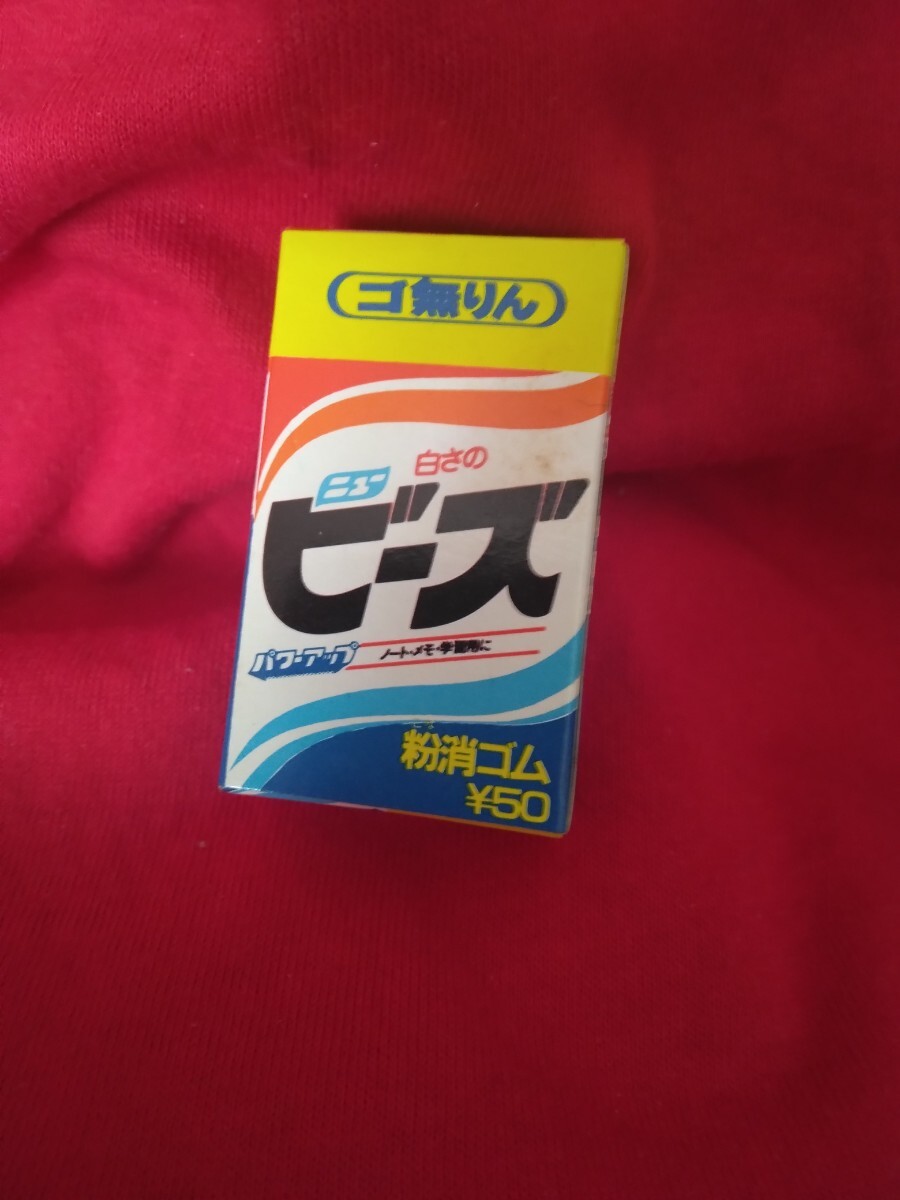 ゴ無りん
白さの
ニュー
ビーズ
パワーアップ
ノート・メモ・学習用に
粉消ゴム
¥50